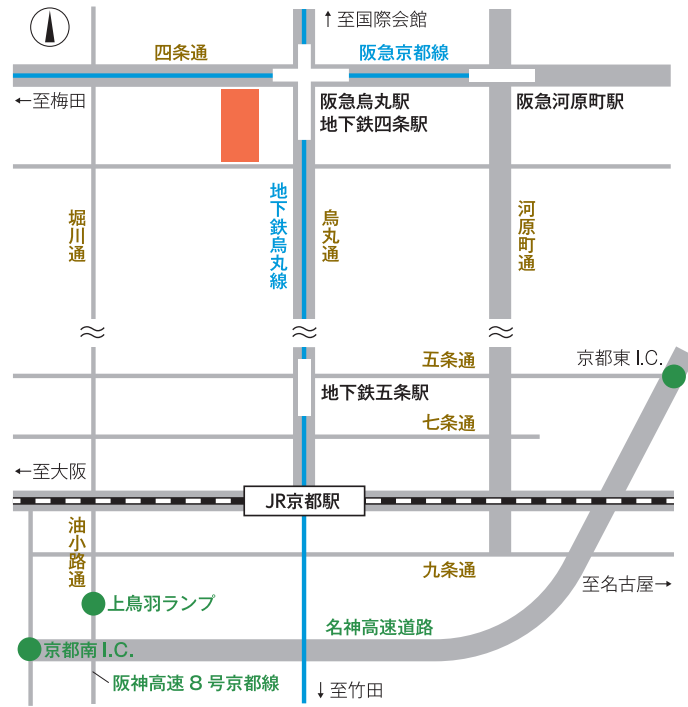 ↑至国際会館
四条通
阪急京都線
←至梅田
阪急烏丸駅
地下鉄四条駅
阪急河原町駅
堀川通
地下鉄烏丸線
烏丸通
河原町通
京都東 I.C.
五条通
地下鉄五条駅
七条通
←至大阪
JR京都駅
油小路通
九条通
至名古屋→
上鳥羽ランプ
名神高速道路
京都南 I.C.
阪神高速 8 号京都線
↓至竹田